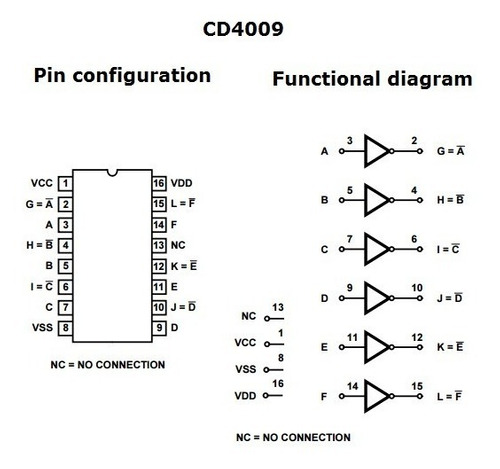 CD4009
Pin configuration
Functional diagram
VCC 1 16 VDD
G = A̅ 2 15 L = F̅
A 3 14 F
H = B̅ 4 13 NC
B 5 12 K = E̅
I = C̅ 6 11 E
C 7 10 J = D̅
VSS 8 9 D
NC = NO CONNECTION
A 3 2 G = A̅
B 5 4 H = B̅
C 7 6 I = C̅
D 9 10 J = D̅
E 11 12 K = E̅
F 14 15 L = F̅
NC 13
VCC 1
VSS 8
VDD 16
NC = NO CONNECTION